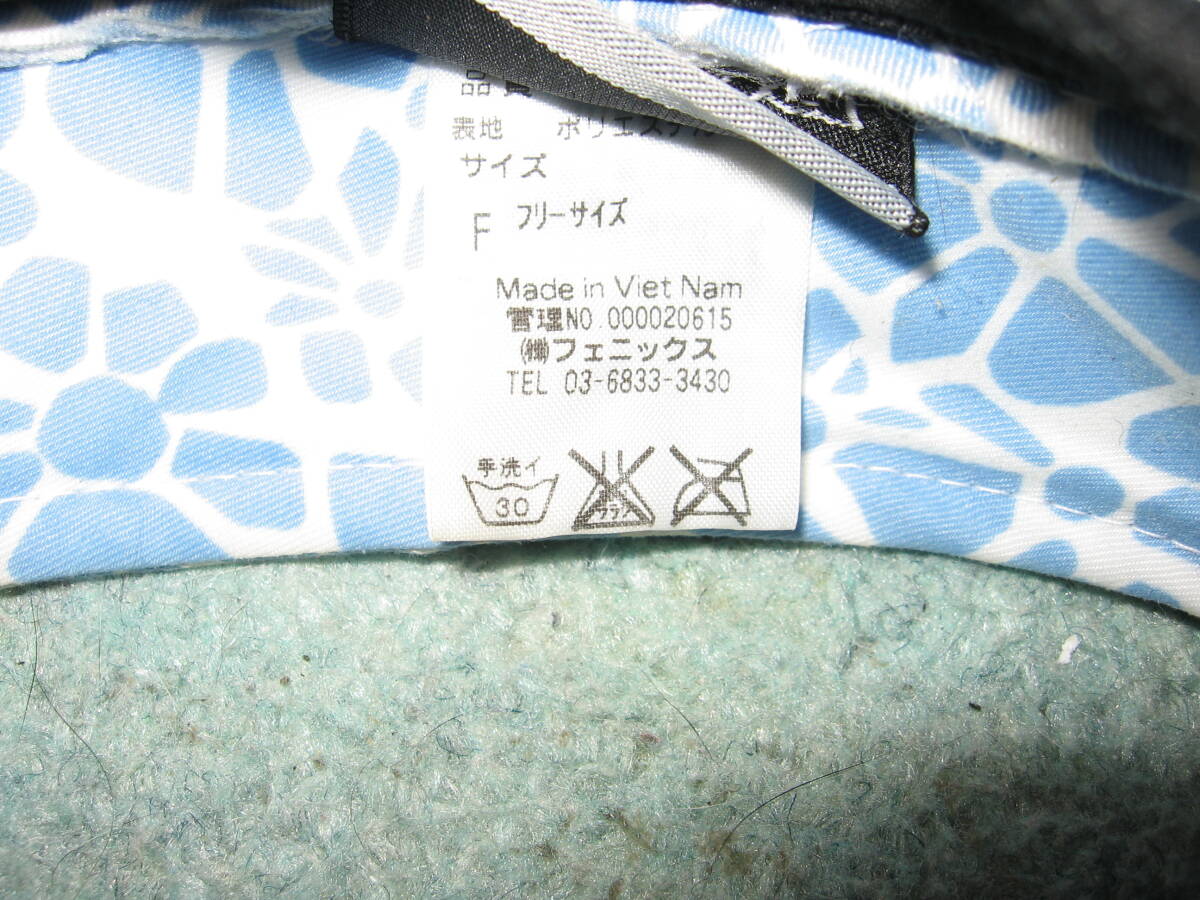 品質
表地 ポリエステル
サイズ
F フリーサイズ
Made in Viet Nam
管理NO.000020615
㈱フェニックス
TEL 03-6833-3430
手洗イ
30